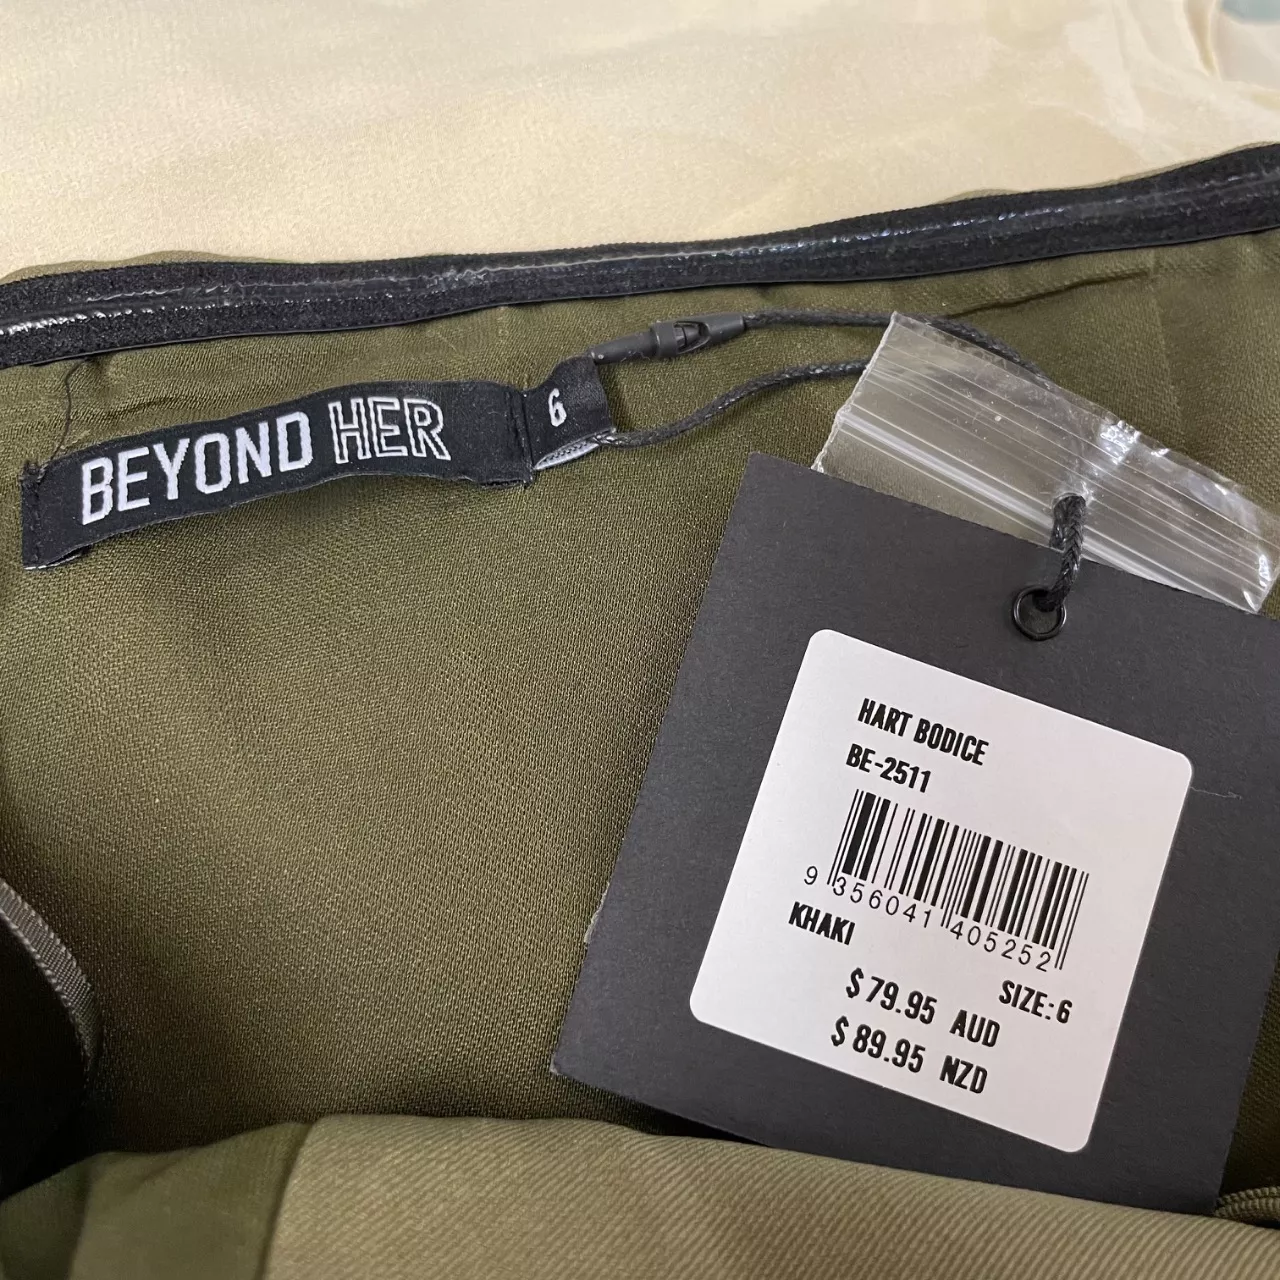 BEYOND HER
6
HART BODICE
BE-2511
9 356041 405252
KHAKI
SIZE:6
$79.95 AUD
$89.95 NZD